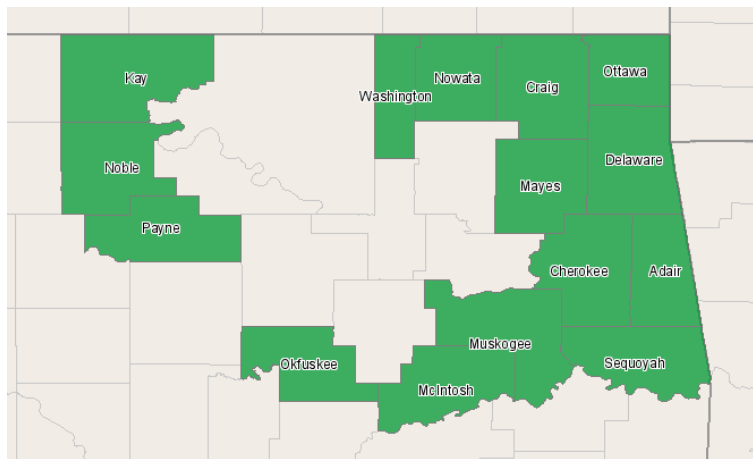 Kay
Washington
Nowata
Craig
Ottawa
Noble
Delaware
Mayes
Payne
Cherokee
Adair
Okfuskee
Muskogee
McIntosh
Sequoyah